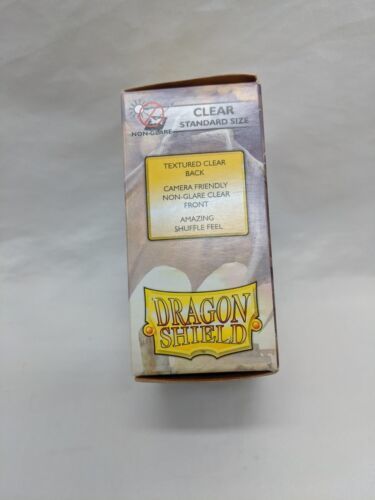 CLEAR
STANDARD SIZE
NON-GLARE
TEXTURED CLEAR
BACK
CAMERA FRIENDLY
NON-GLARE CLEAR
FRONT
AMAZING
SHUFFLE FEEL
DRAGON
SHIELD